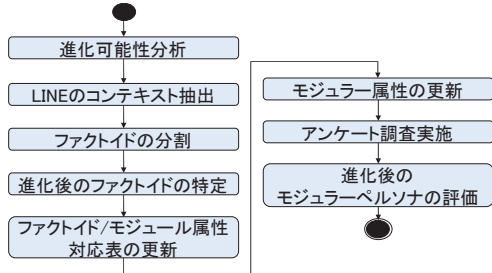 進化可能性分析
LINEのコンテキスト抽出
ファクトイドの分割
進化後のファクトイドの特定
ファクトイド/モジュール属性
対応表の更新
モジュラー属性の更新
アンケート調査実施
進化後の
モジュラーペルソナの評価